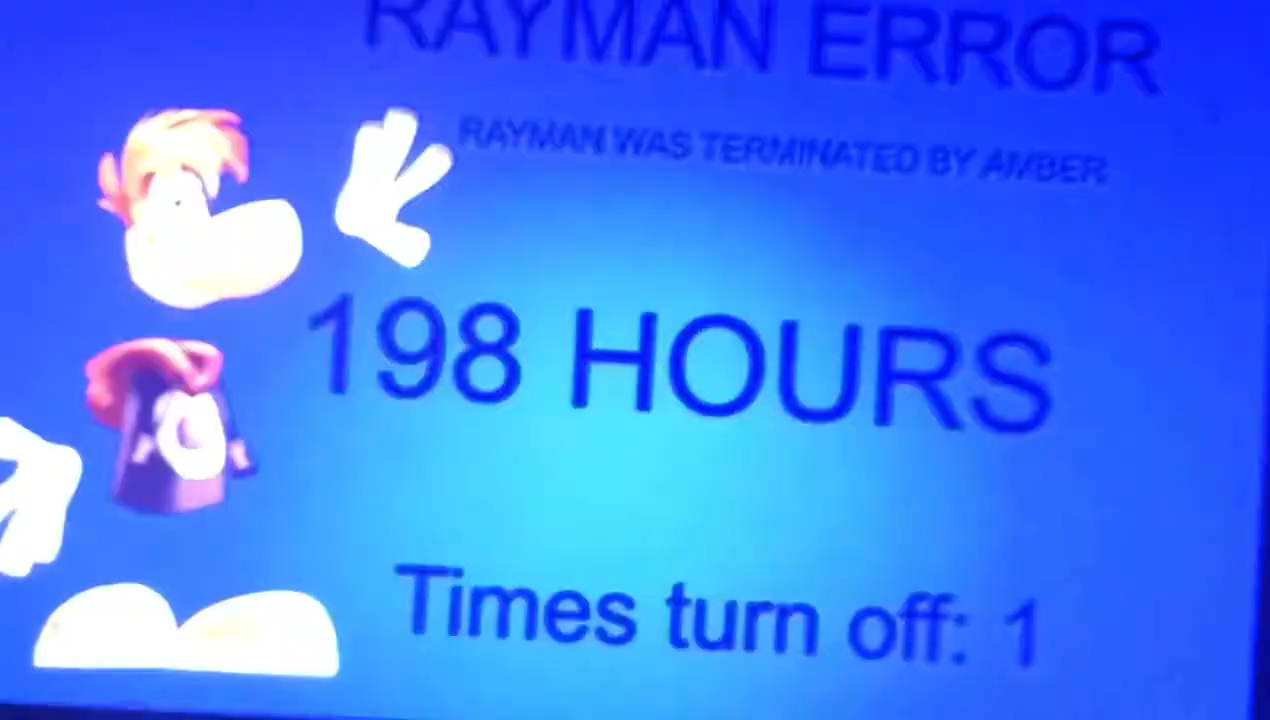 RAYMAN ERROR
RAYMAN WAS TERMINATED BY AMBER
198 HOURS
Times turn off: 1